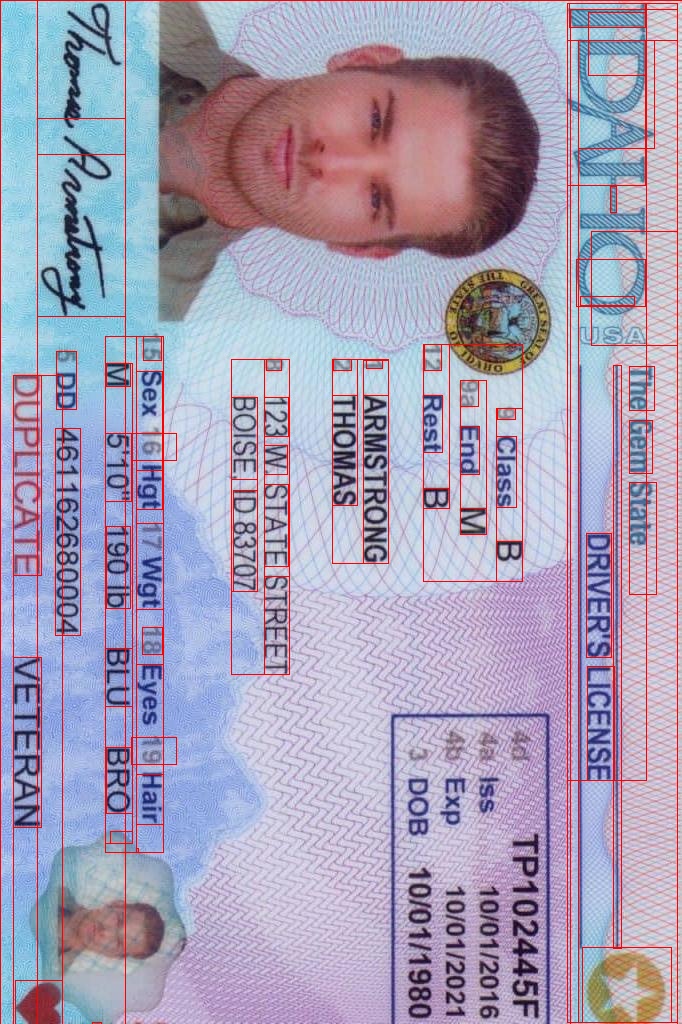 IDAHO
USA
The Gem State
DRIVER'S LICENSE
GREAT SEAL OF THE STATE OF IDAHO
9 Class B
9a End M
12 Rest B
4d TP102445F
4a Iss 10/01/2016
4b Exp 10/01/2021
3 DOB 10/01/1980
1 ARMSTRONG
2 THOMAS
8 123 W. STATE STREET
BOISE, ID 83707
15 Sex 16 Hgt 17 Wgt 18 Eyes 19 Hair
M 5'10" 190 lb BLU BRO
5 DD 461162680004
DUPLICATE VETERAN
Thomas Armstrong